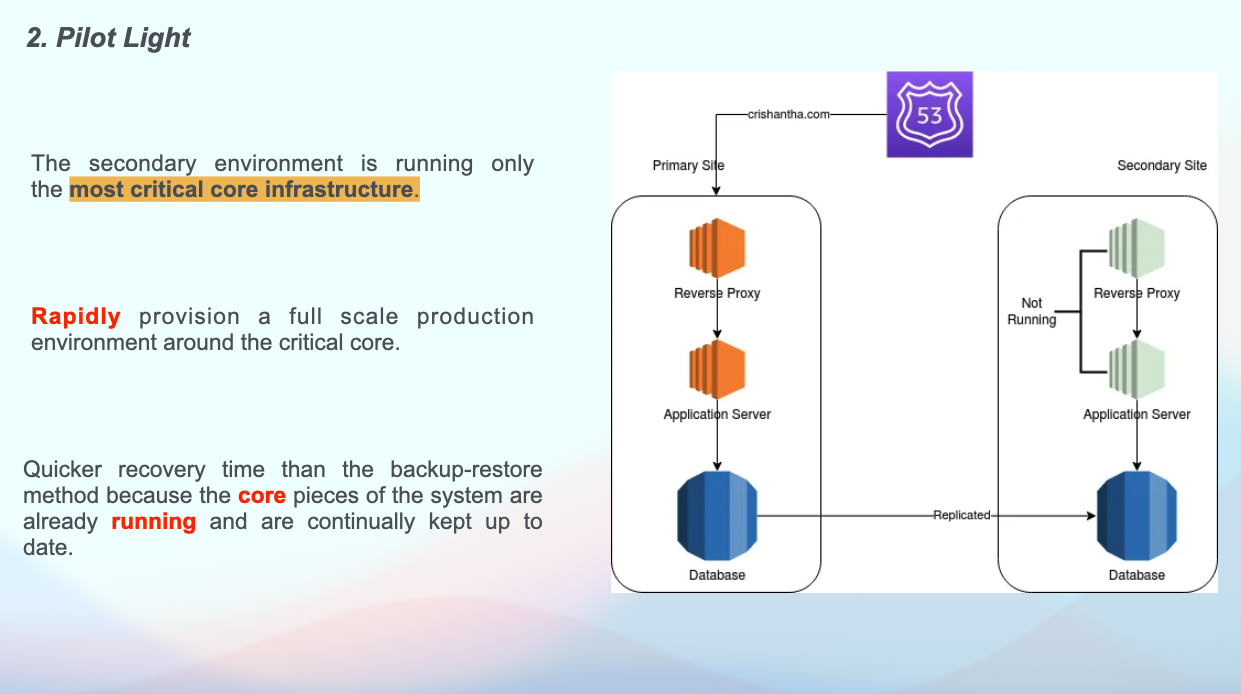 2. Pilot Light
The secondary environment is running only
the most critical core infrastructure.
Rapidly provision a full scale production
environment around the critical core.
Quicker recovery time than the backup-restore
method because the core pieces of the system are
already running and are continually kept up to
date.
53
crishantha.com
Primary Site
Secondary Site
Reverse Proxy
Reverse Proxy
Not
Running
Application Server
Application Server
Replicated
Database
Database